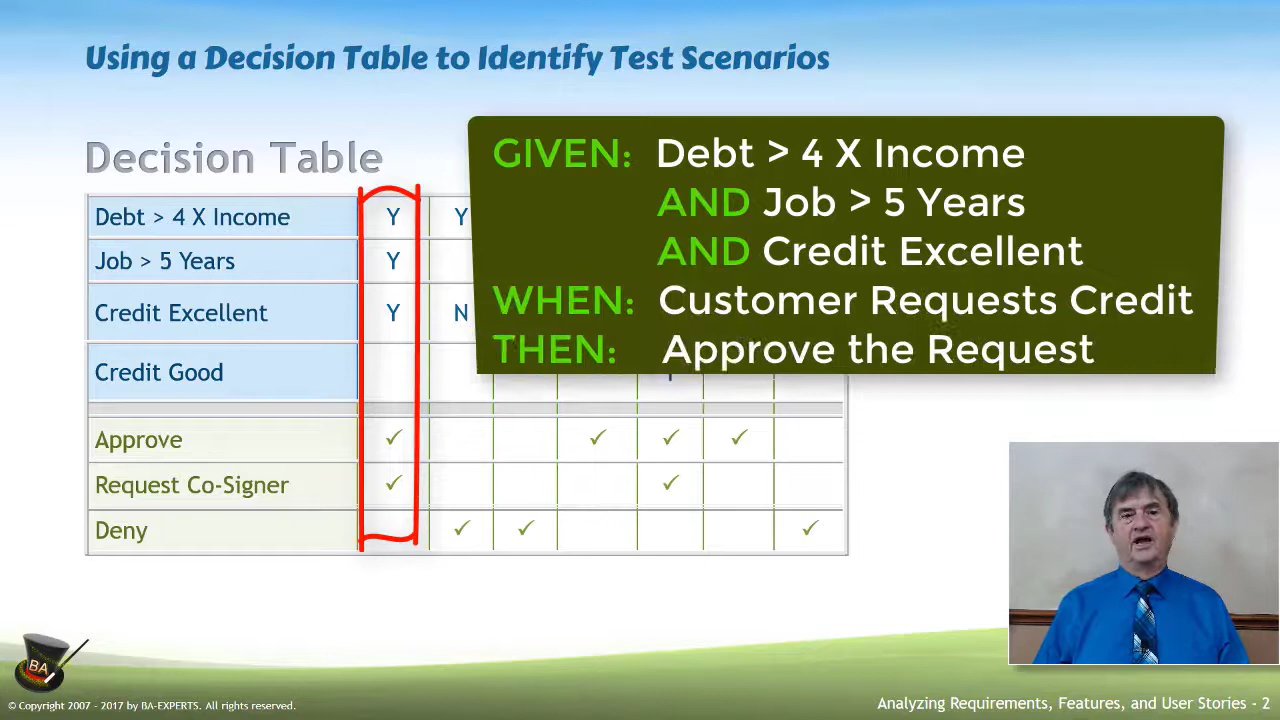 Using a Decision Table to Identify Test Scenarios
Decision Table
GIVEN: Debt > 4 X Income
AND Job > 5 Years
AND Credit Excellent
WHEN: Customer Requests Credit
THEN: Approve the Request
Debt > 4 X Income Y Y
Job > 5 Years Y
Credit Excellent Y N
Credit Good
Approve ✓ ✓ ✓ ✓
Request Co-Signer ✓ ✓
Deny ✓ ✓ ✓
BA
© Copyright 2007 - 2017 by BA-EXPERTS. All rights reserved.
Analyzing Requirements, Features, and User Stories - 2